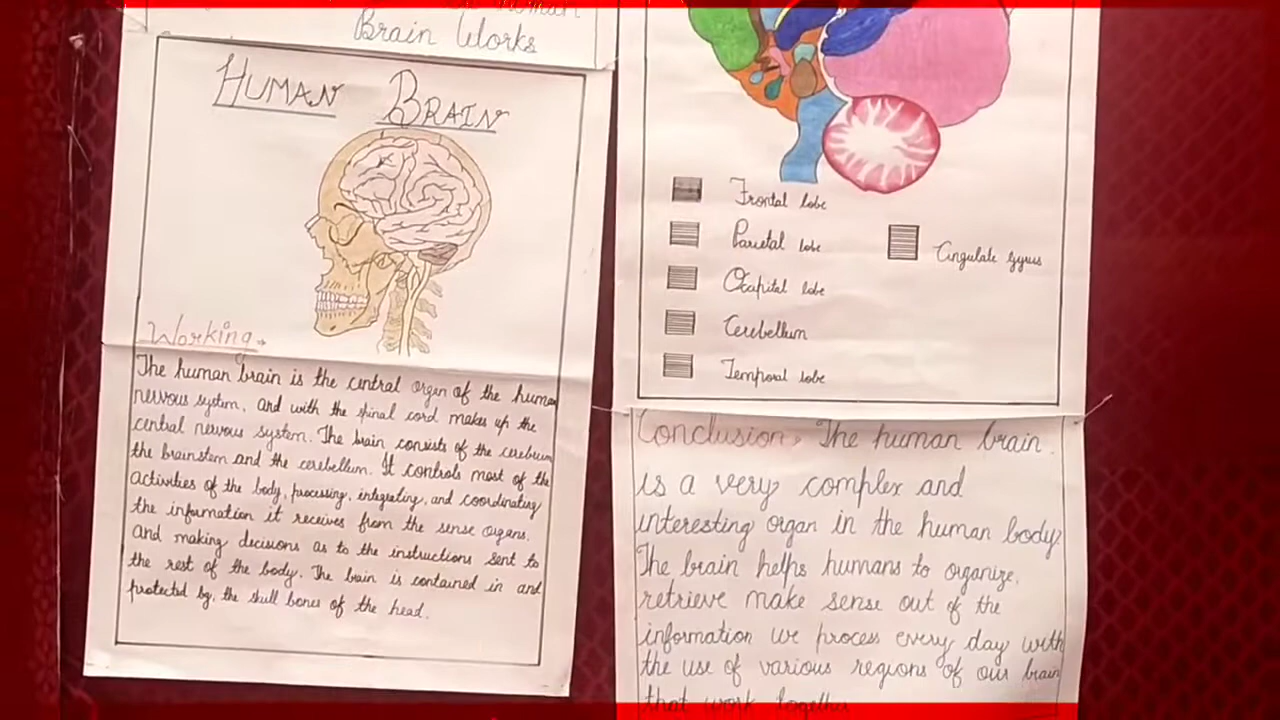 Human
Brain Works
HUMAN BRAIN
Working→
The human brain is the central organ of the human
nervous system, and with the spinal cord makes up the
central nervous system. The brain consists of the cerebrum
the brainstem and the cerebellum. It controls most of the
activities of the body, processing, integrating, and coordinating
the information it receives from the sense organs,
and making decisions as to the instructions sent to
the rest of the body. The brain is contained in and
protected by, the skull bones of the head.
Frontal lobe
Parietal lobe
Ocapital lobe
Cerebellum
Temporal lobe
Cingulate gyrus
Conclusion→ The human brain
is a very complex and
interesting organ in the human body.
The brain helps humans to organize,
retrieve make sense out of the
information we process every day with
the use of various regions of our brain
that work together